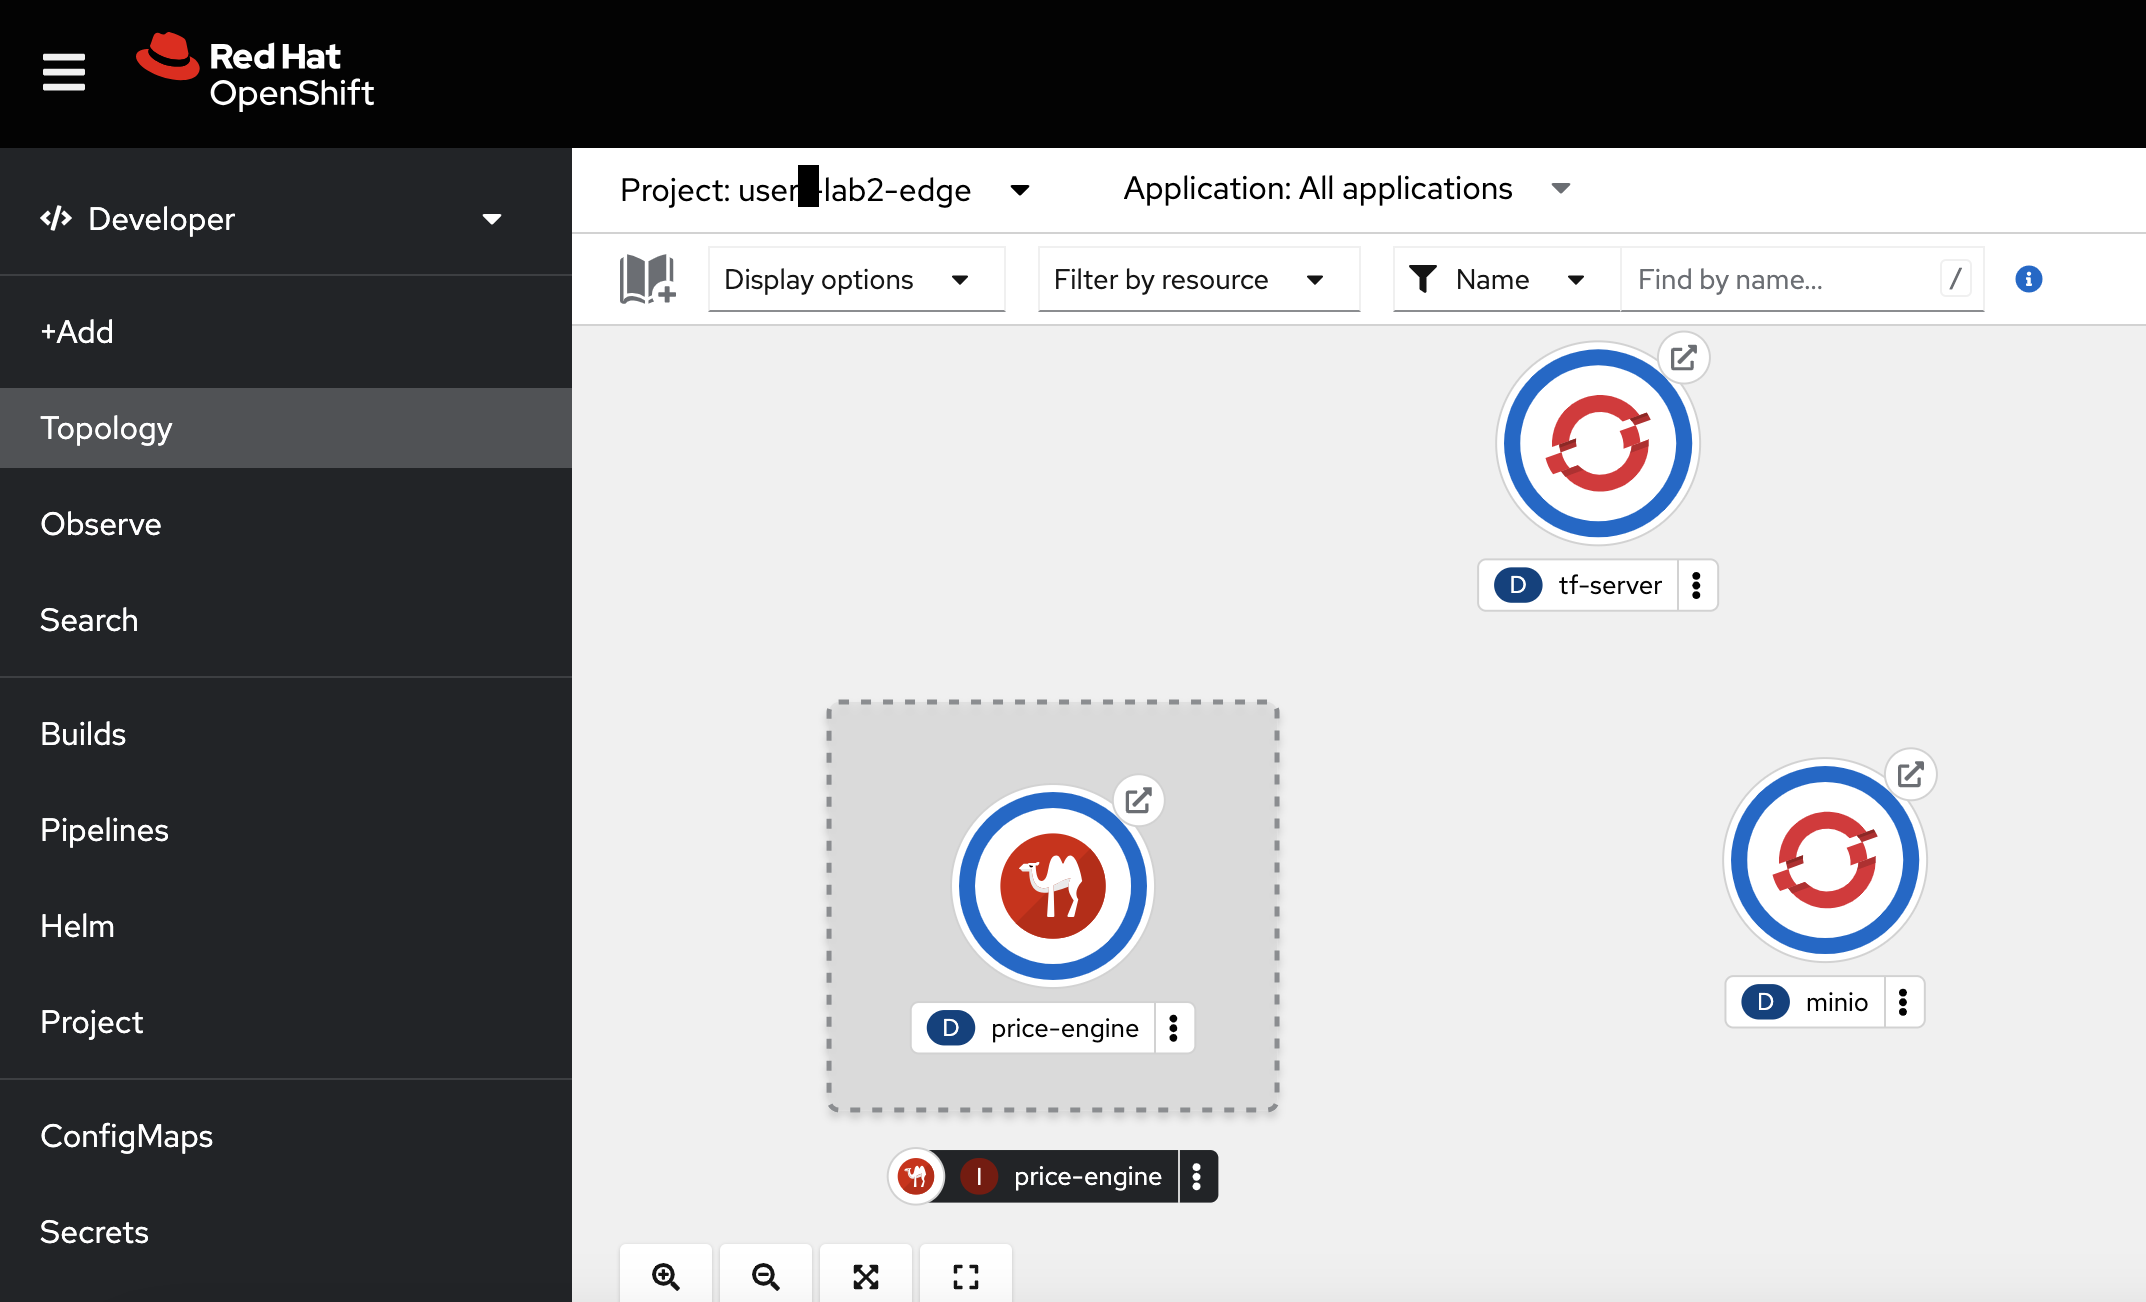 Red Hat
OpenShift
Developer
+Add
Topology
Observe
Search
Builds
Pipelines
Helm
Project
ConfigMaps
Secrets
Project: user -lab2-edge
Application: All applications
Display options
Filter by resource
Name
Find by name...
/
i
D tf-server
D price-engine
D minio
I price-engine